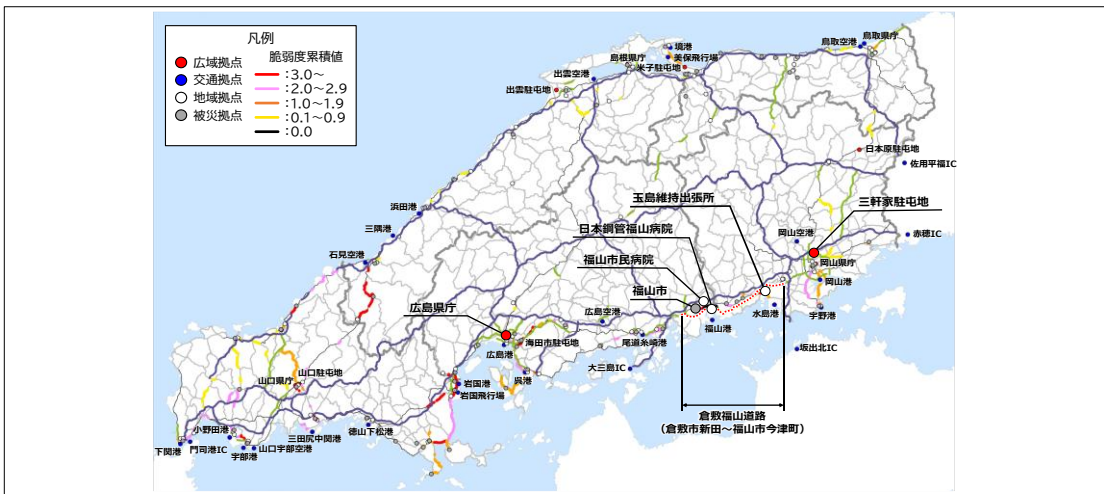 凡例
広域拠点
交通拠点
地域拠点
被災拠点
脆弱度累積値
:3.0~
:2.0~2.9
:1.0~1.9
:0.1~0.9
:0.0
境港
美保飛行場
島根県庁
米子駐屯地
出雲空港
出雲駐屯地
鳥取空港
鳥取県庁
日本原駐屯地
佐用平福IC
浜田港
三隅港
石見空港
玉島維持出張所
三軒家駐屯地
日本鋼管福山病院
岡山空港
赤穂IC
福山市民病院
岡山県庁
福山市
岡山港
広島県庁
広島空港
水島港
宇野港
福山港
海田市駐屯地
尾道糸崎港
広島港
坂出北IC
大三島IC
呉港
岩国港
岩国飛行場
山口県庁
山口駐屯地
倉敷福山道路
(倉敷市新田~福山市今津町)
小野田港
三田尻中関港
徳山下松港
下関港
門司港IC
宇部港
山口宇部空港